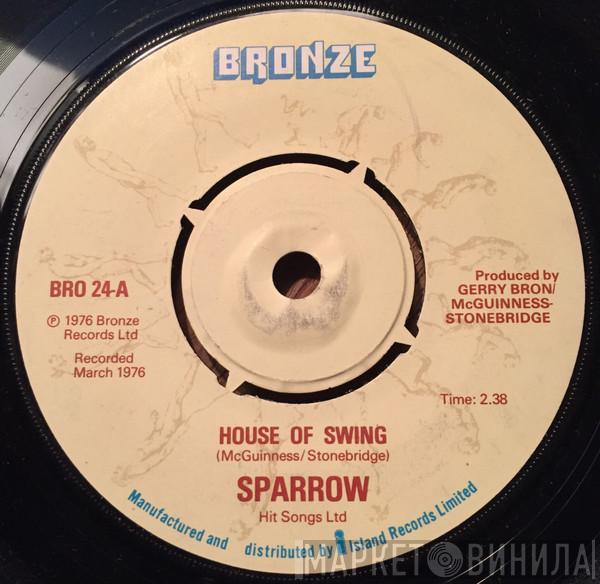 BRONZE
BRO 24-A
℗ 1976 Bronze
Records Ltd
Recorded
March 1976
Produced by
GERRY BRON/
McGUINNESS-
STONEBRIDGE
Time: 2.38
HOUSE OF SWING
(McGuinness/Stonebridge)
SPARROW
Hit Songs Ltd
Manufactured and distributed by island Records Limited
МАРКЕТ ВИНИЛА